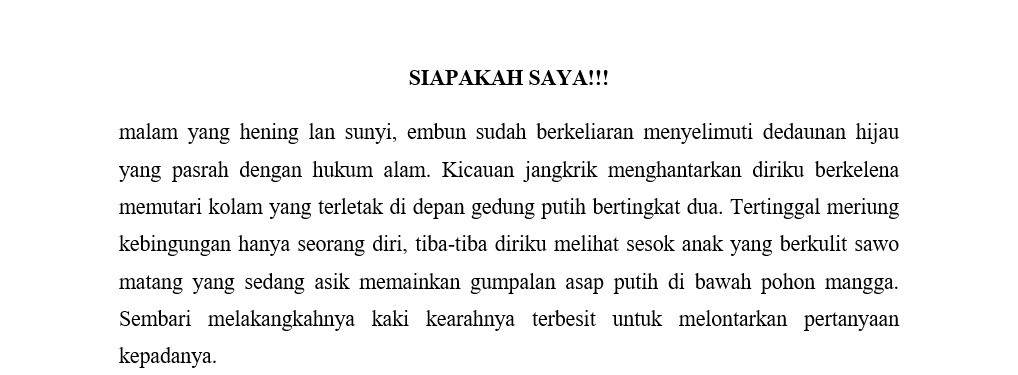 SIAPAKAH SAYA!!!
malam yang hening lan sunyi, embun sudah berkeliaran menyelimuti dedaunan hijau
yang pasrah dengan hukum alam. Kicauan jangkrik menghantarkan diriku berkelena
memutari kolam yang terletak di depan gedung putih bertingkat dua. Tertinggal meriung
kebingungan hanya seorang diri, tiba-tiba diriku melihat sesok anak yang berkulit sawo
matang yang sedang asik memainkan gumpalan asap putih di bawah pohon mangga.
Sembari melakangkahnya kaki kearahnya terbesit untuk melontarkan pertanyaan
kepadanya.